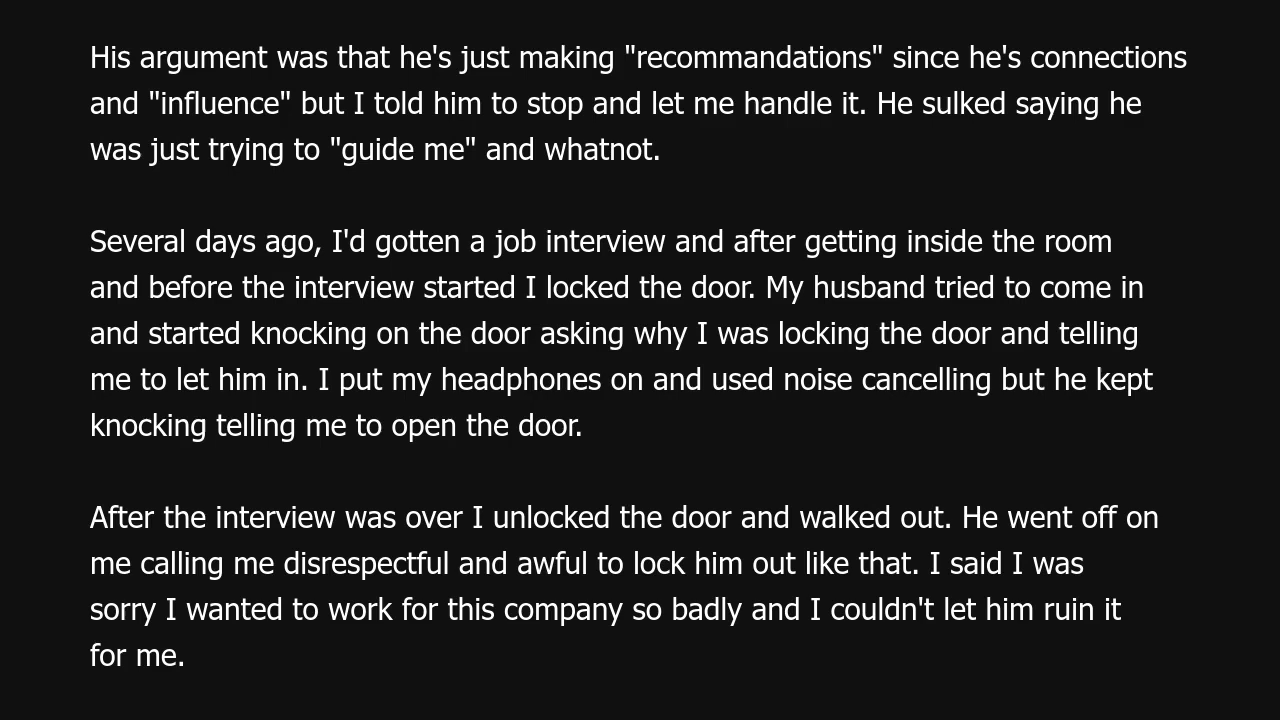 His argument was that he's just making "recommandations" since he's connections
and "influence" but I told him to stop and let me handle it. He sulked saying he
was just trying to "guide me" and whatnot.
Several days ago, I'd gotten a job interview and after getting inside the room
and before the interview started I locked the door. My husband tried to come in
and started knocking on the door asking why I was locking the door and telling
me to let him in. I put my headphones on and used noise cancelling but he kept
knocking telling me to open the door.
After the interview was over I unlocked the door and walked out. He went off on
me calling me disrespectful and awful to lock him out like that. I said I was
sorry I wanted to work for this company so badly and I couldn't let him ruin it
for me.